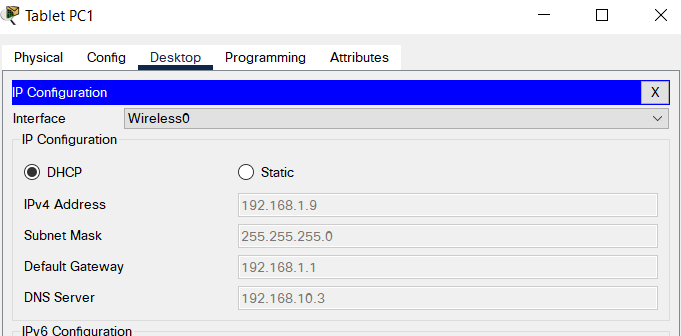 Tablet PC1
Physical Config Desktop Programming Attributes
IP Configuration X
Interface Wireless0
IP Configuration
DHCP Static
IPv4 Address 192.168.1.9
Subnet Mask 255.255.255.0
Default Gateway 192.168.1.1
DNS Server 192.168.10.3
IPv6 Configuration